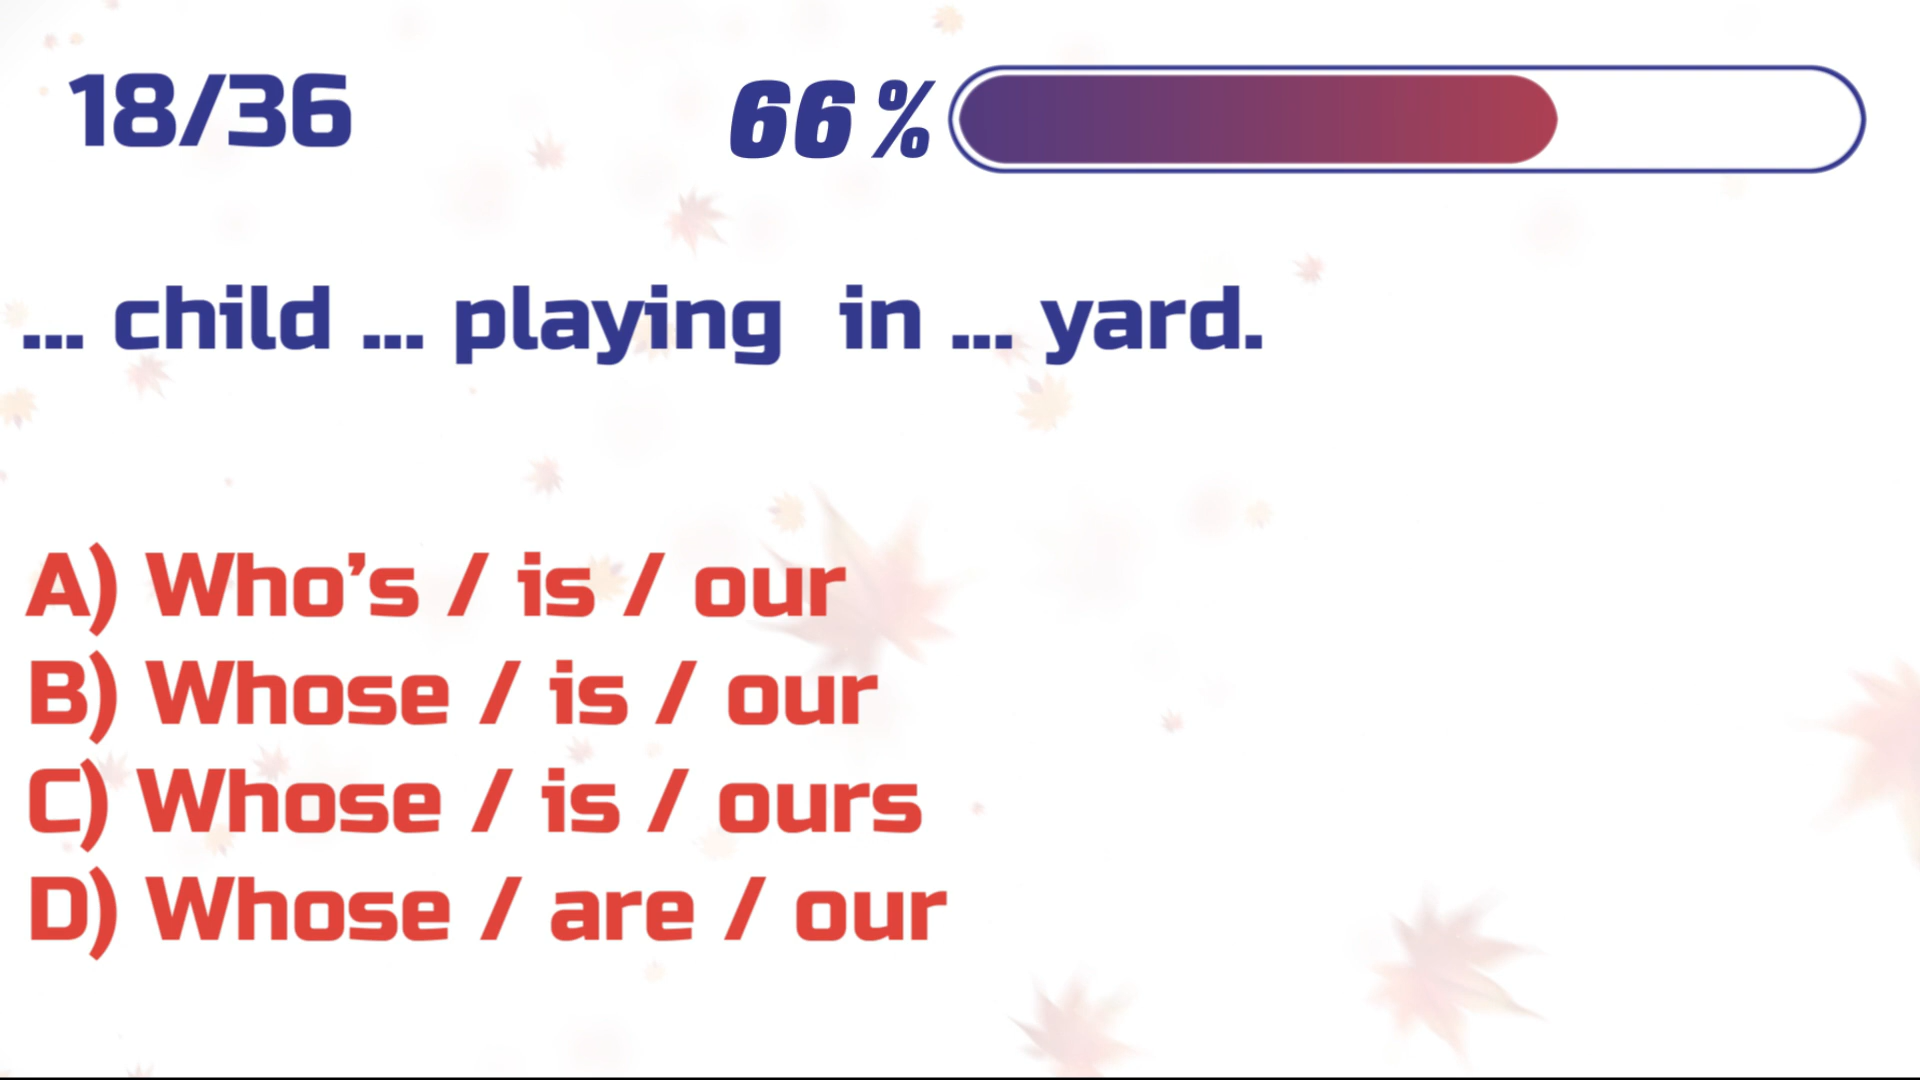 18/36
66%
... child ... playing in ... yard.
A) Who’s / is / our
B) Whose / is / our
C) Whose / is / ours
D) Whose / are / our